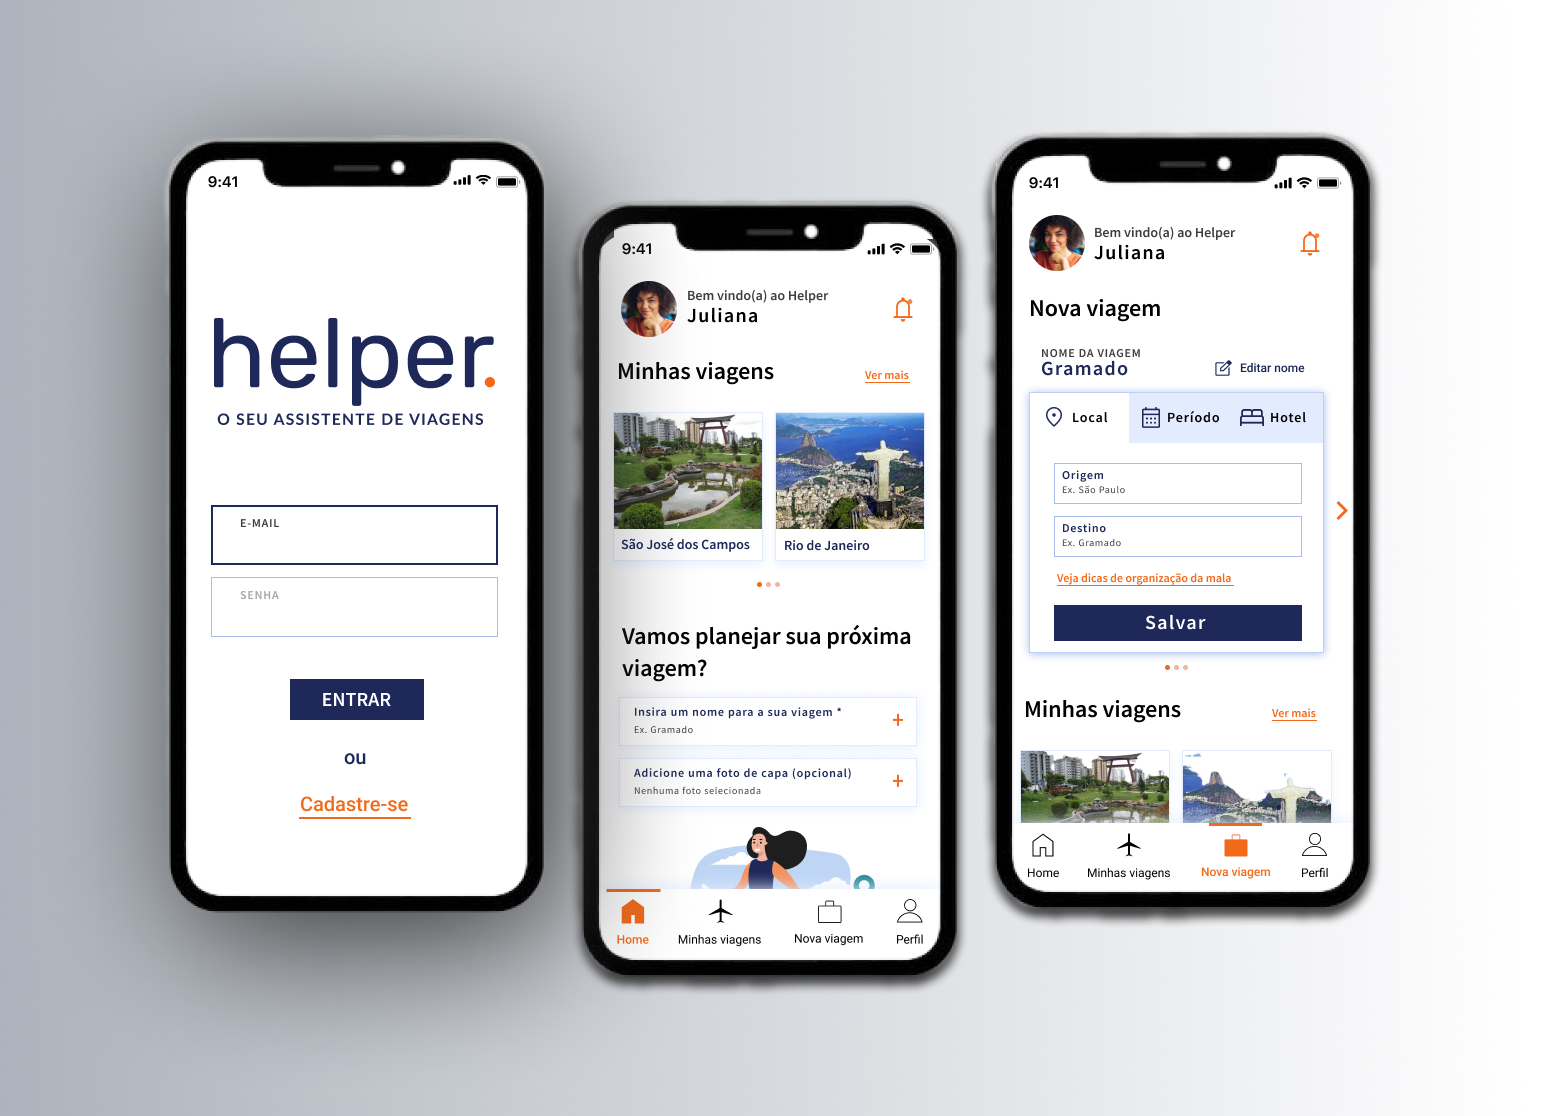 9:41
helper.
O SEU ASSISTENTE DE VIAGENS
E-MAIL
SENHA
ENTRAR
ou
Cadastre-se
9:41
Bem vindo(a) ao Helper
Juliana
Minhas viagens
Ver mais
São José dos Campos
Rio de Janeiro
Vamos planejar sua próxima
viagem?
Insira um nome para a sua viagem *
Ex. Gramado
+
Adicione uma foto de capa (opcional)
Nenhuma foto selecionada
+
Home
Minhas viagens
Nova viagem
Perfil
9:41
Bem vindo(a) ao Helper
Juliana
Nova viagem
NOME DA VIAGEM
Gramado
Editar nome
Local
Período
Hotel
Origem
Ex. São Paulo
Destino
Ex. Gramado
Veja dicas de organização da mala
Salvar
Minhas viagens
Ver mais
Home
Minhas viagens
Nova viagem
Perfil